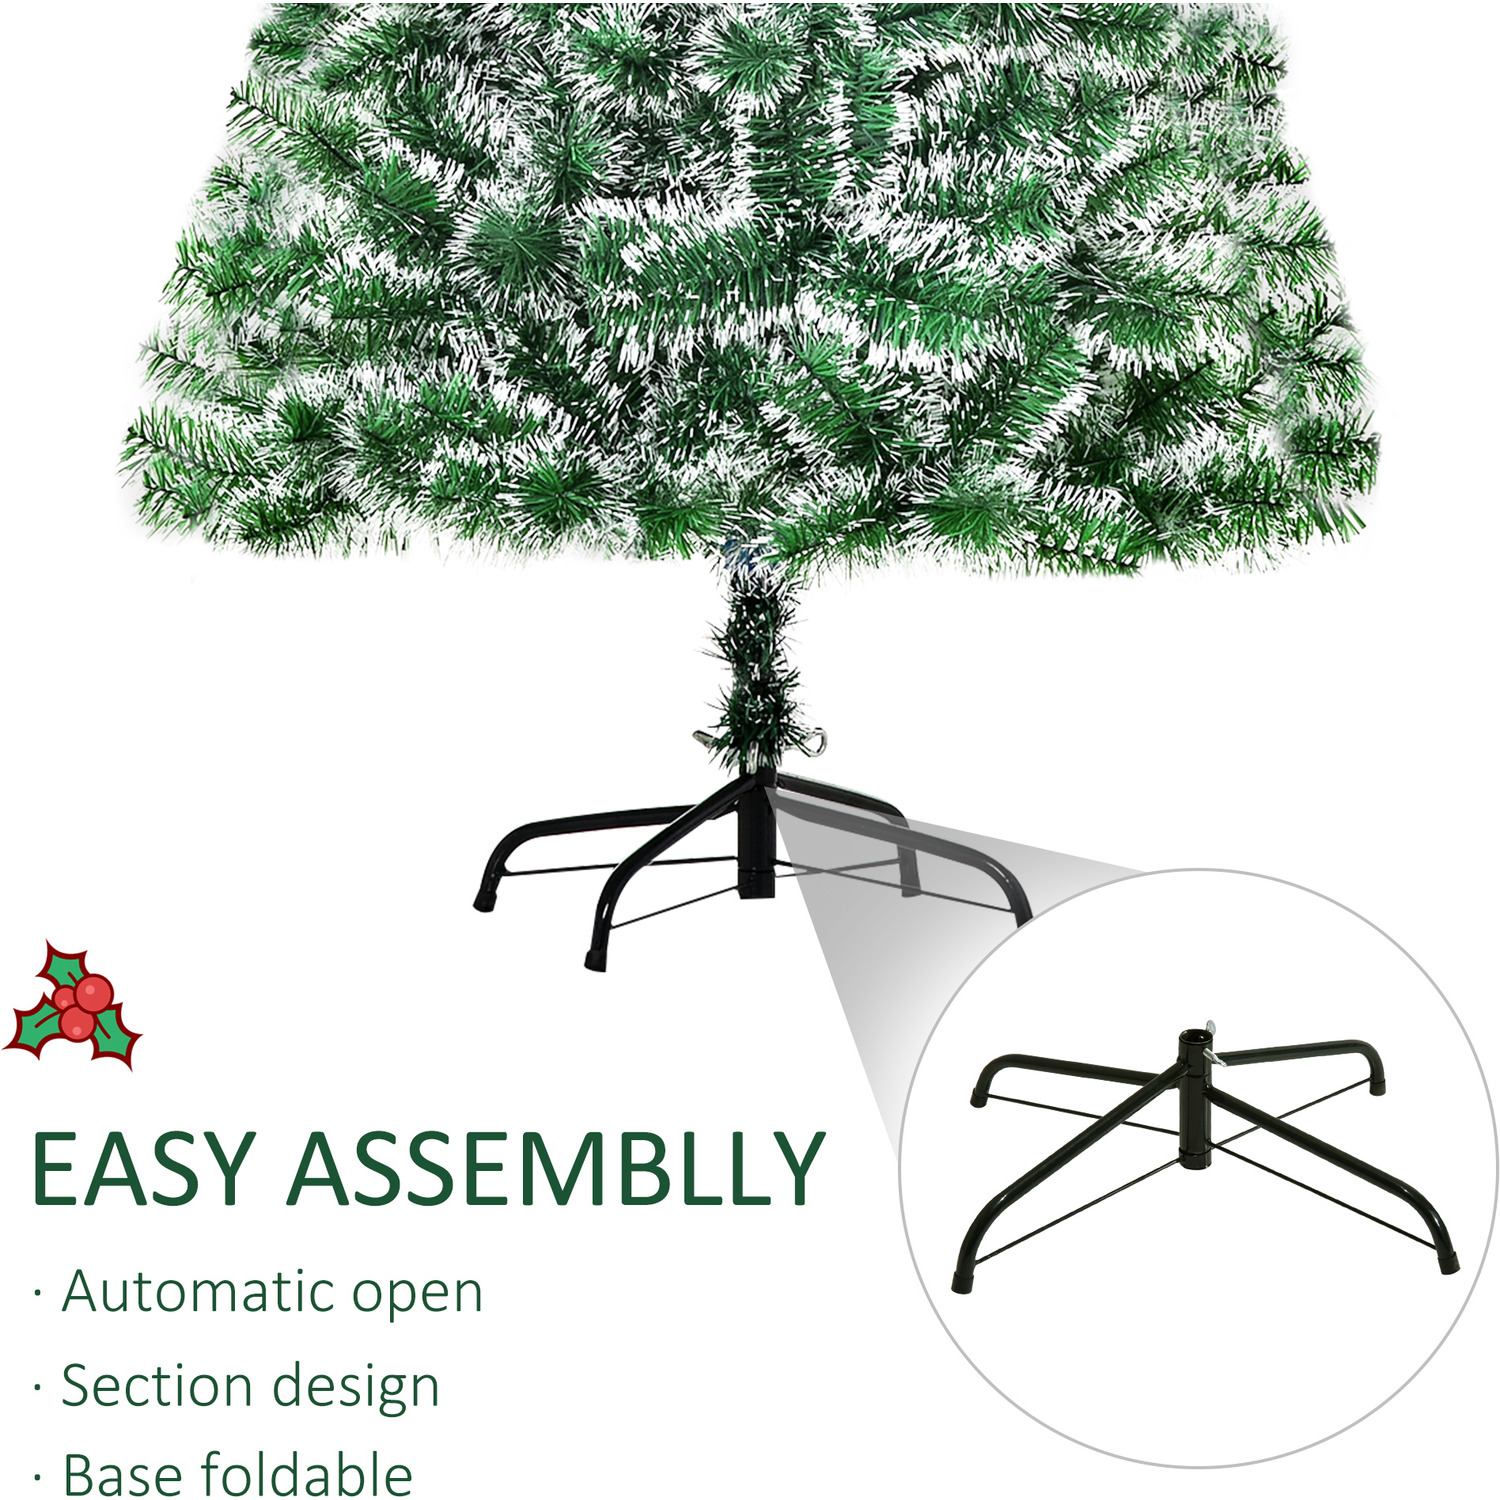 EASY ASSEMBLLY
· Automatic open
· Section design
· Base foldable